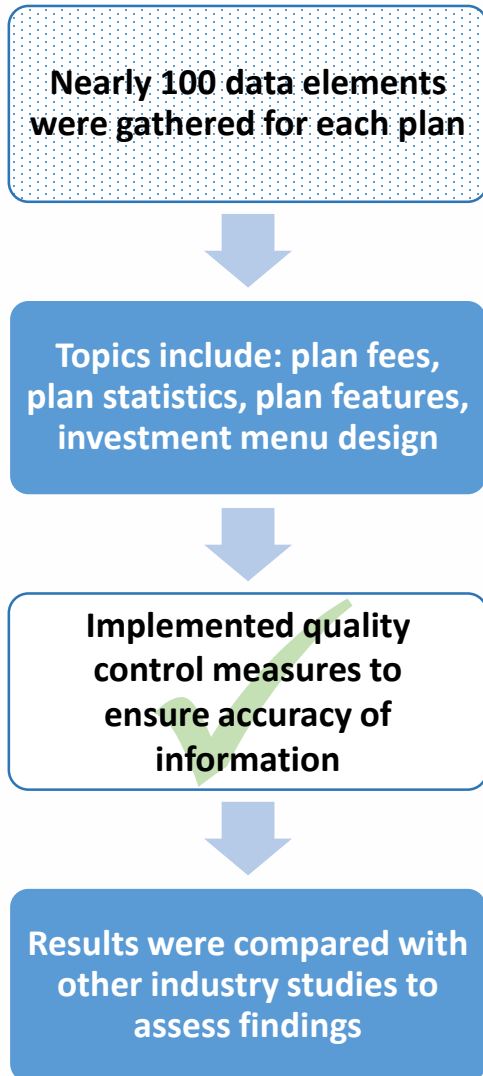 Nearly 100 data elements
were gathered for each plan
Topics include: plan fees,
plan statistics, plan features,
investment menu design
Implemented quality
control measures to
ensure accuracy of
information
Results were compared with
other industry studies to
assess findings